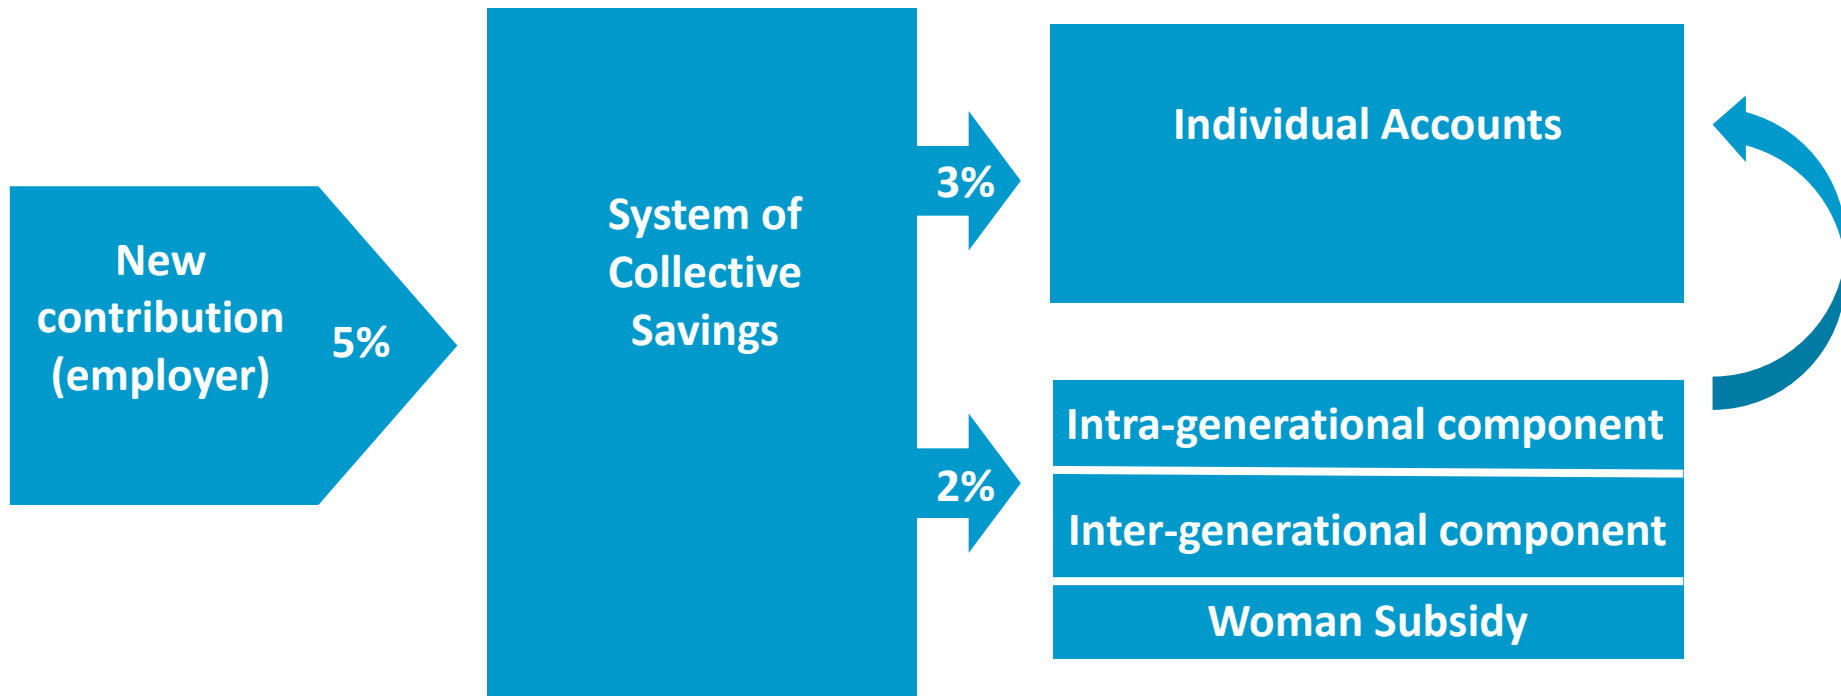 New
contribution
(employer)
5%
System of
Collective
Savings
3%
2%
Individual Accounts
Intra-generational component
Inter-generational component
Woman Subsidy